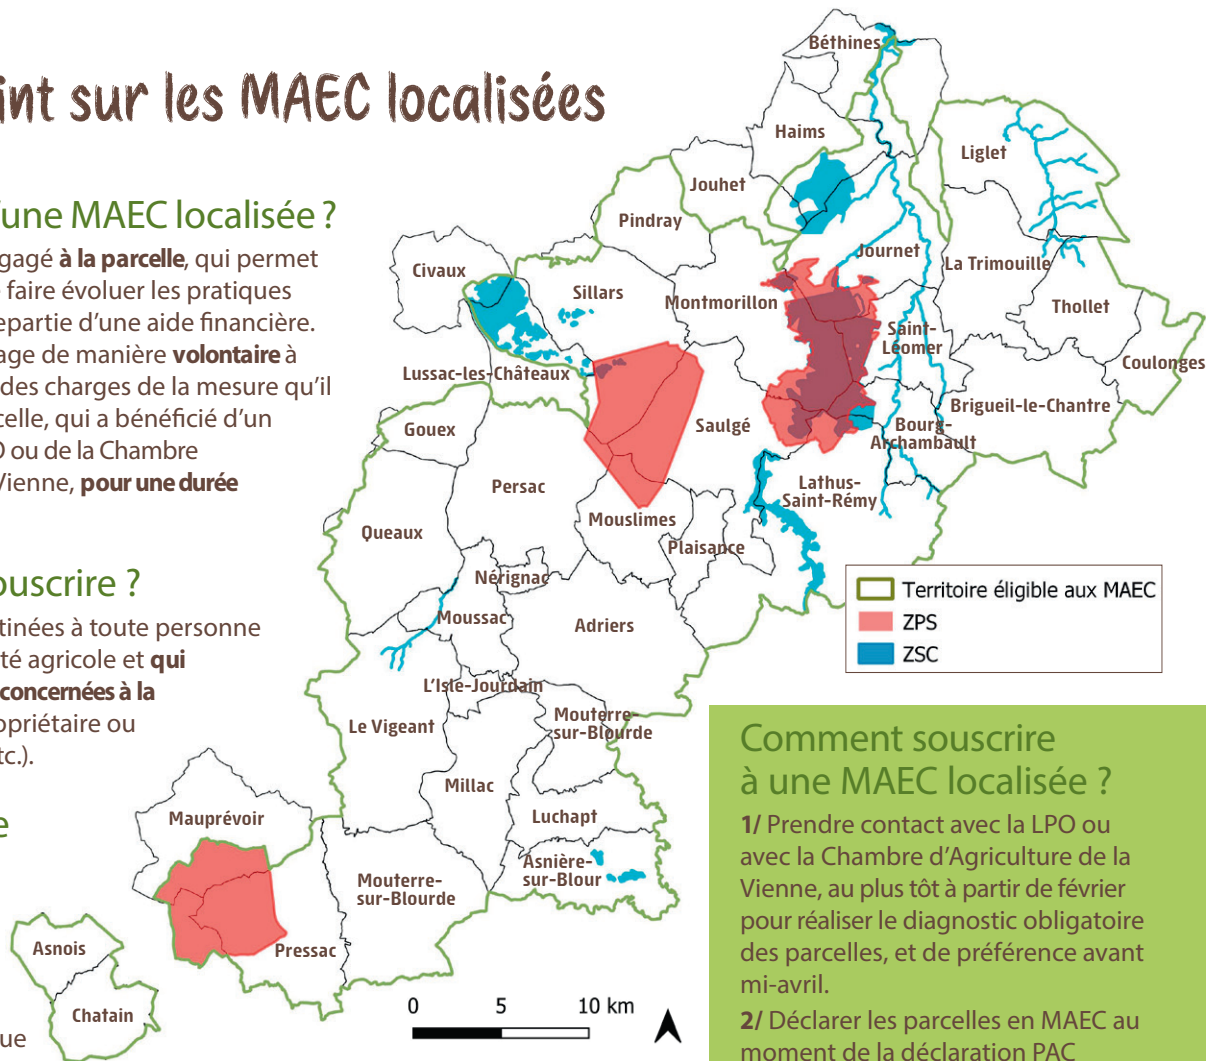 int sur les MAEC localisées
'une MAEC localisée ?
gagé à la parcelle, qui permet
faire évoluer les pratiques
epartie d'une aide financière.
age de manière volontaire à
des charges de la mesure qu'il
celle, qui a bénéficié d'un
O ou de la Chambre
Vienne, pour une durée
ouscrire ?
tinées à toute personne
té agricole et qui
concernées à la
opriétaire ou
tc.).
e
ue
Béthines
Haims
Liglet
Jouhet
Pindray
Journet
La Trimouille
Civaux
Sillars
Montmorillon
Thollet
Saint-
Léomer
Coulonges
Lussac-les-Châteaux
Brigueil-le-Chantre
Gouex
Saulgé
Bourg-
Archambault
Persac
Lathus-
Saint-Rémy
Queaux
Mouslimes
Plaisance
Nérignac
Moussac
Adriers
L'Isle-Jourdain
Le Vigeant
Mouterre-
sur-Blourde
Millac
Luchapt
Mauprévoir
Asnière-
sur-Blour
Mouterre-
sur-Blourde
Pressac
Asnois
Chatain
0 5 10 km
Territoire éligible aux MAEC
ZPS
ZSC
Comment souscrire
à une MAEC localisée ?
1/ Prendre contact avec la LPO ou
avec la Chambre d'Agriculture de la
Vienne, au plus tôt à partir de février
pour réaliser le diagnostic obligatoire
des parcelles, et de préférence avant
mi-avril.
2/ Déclarer les parcelles en MAEC au
moment de la déclaration PAC